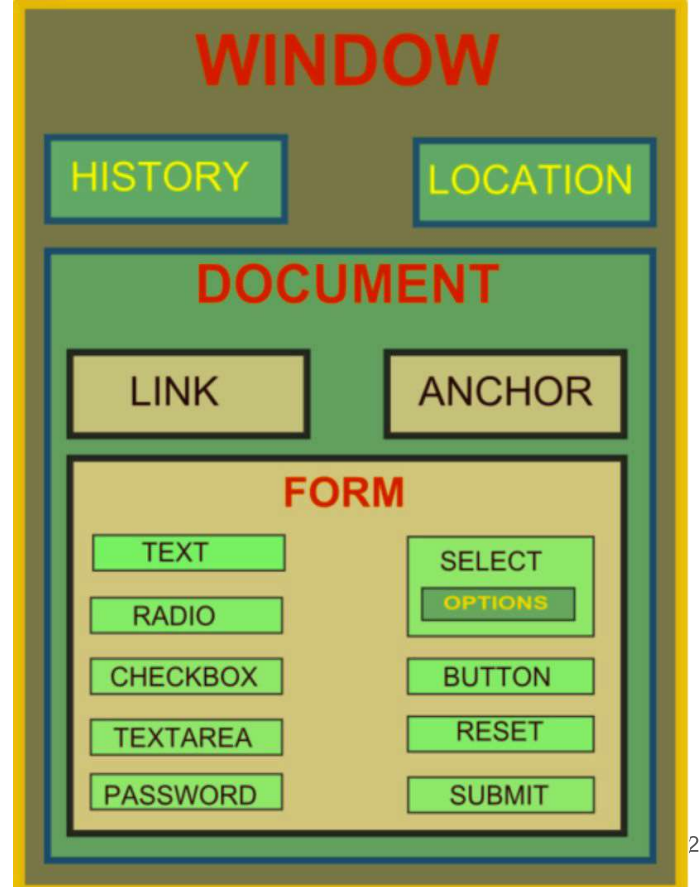 WINDOW
HISTORY
LOCATION
DOCUMENT
LINK
ANCHOR
FORM
TEXT
RADIO
CHECKBOX
TEXTAREA
PASSWORD
SELECT
OPTIONS
BUTTON
RESET
SUBMIT
2